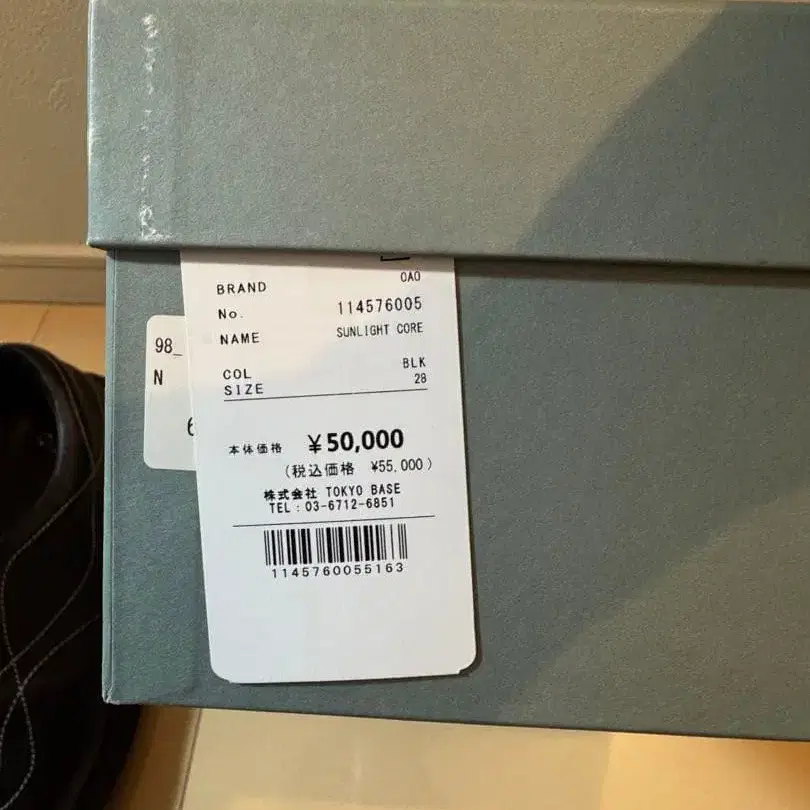 BRAND OAO
No. 114576005
NAME SUNLIGHT CORE
COL BLK
SIZE 28
本体価格 ¥50,000
(税込価格 ¥55,000)
株式会社 TOKYO BASE
TEL:03-6712-6851
1145760055163
98_
N